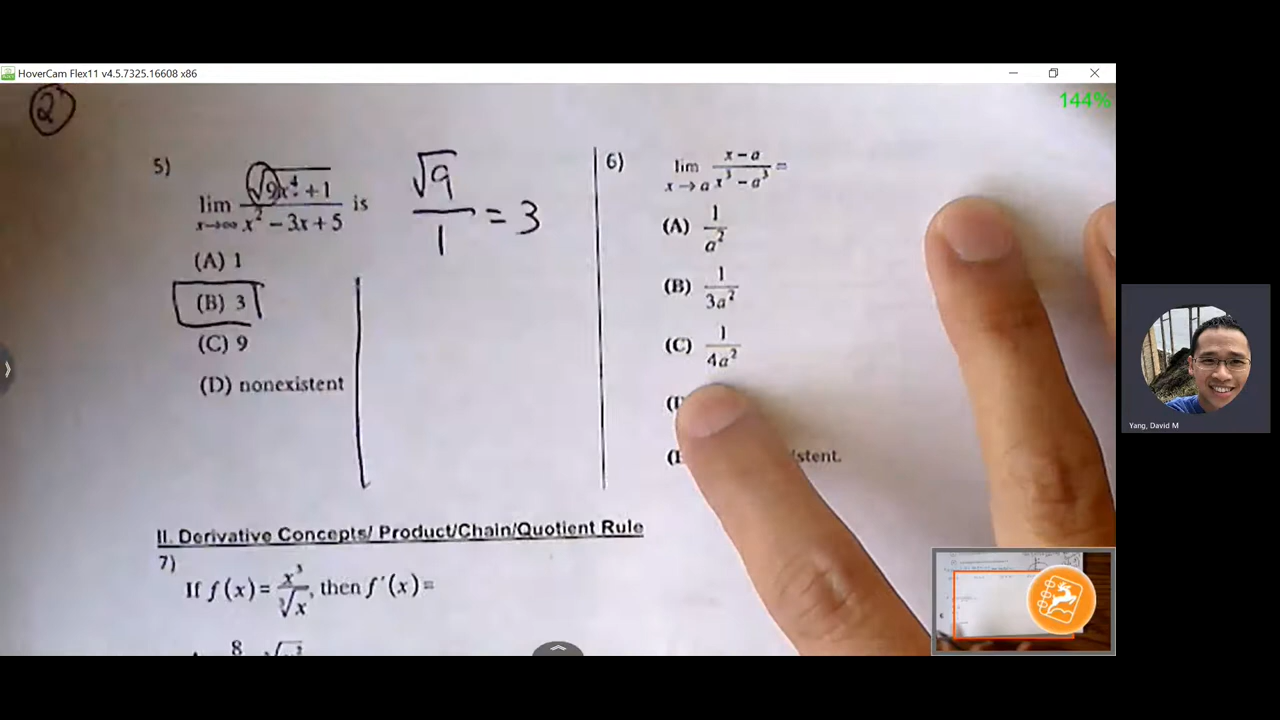 HoverCam Flex11 v4.5.7325.16608 x86
144%
2
5)
lim x→∞ √9x⁴ + 1 / x² − 3x + 5 is
√9 / 1 = 3
(A) 1
(B) 3
(C) 9
(D) nonexistent
6)
lim x→a x − a / x³ − a³ =
(A) 1/a²
(B) 1/3a²
(C) 1/4a²
II. Derivative Concepts/ Product/Chain/Quotient Rule
7)
If f(x) = x³/∛x, then f′(x) =
8
Yang, David M